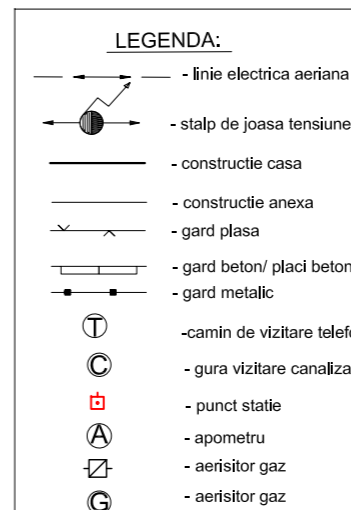 LEGENDA:
- linie electrica aeriana
- stalp de joasa tensiune
- constructie casa
- constructie anexa
- gard plasa
- gard beton/ placi beton
- gard metalic
T -camin de vizitare telefo
C - gura vizitare canaliza
- punct statie
A - apometru
- aerisitor gaz
G - aerisitor gaz